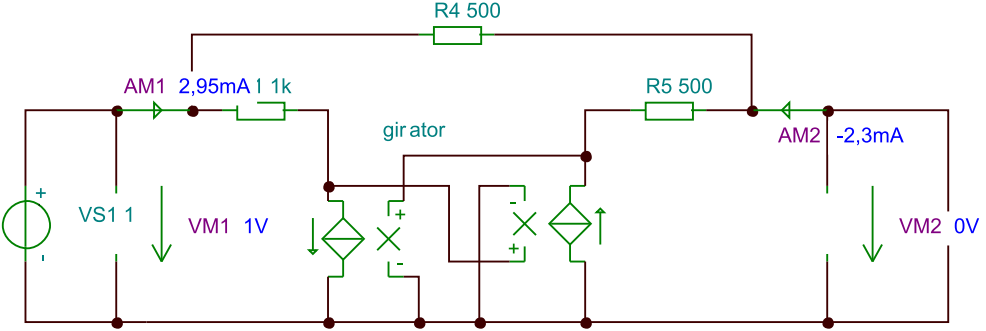 R4 500
AM1 2,95mA 1k
R5 500
girator
AM2 -2,3mA
+
VS1 1
-
VM1 1V
+
-
-
+
VM2 0V